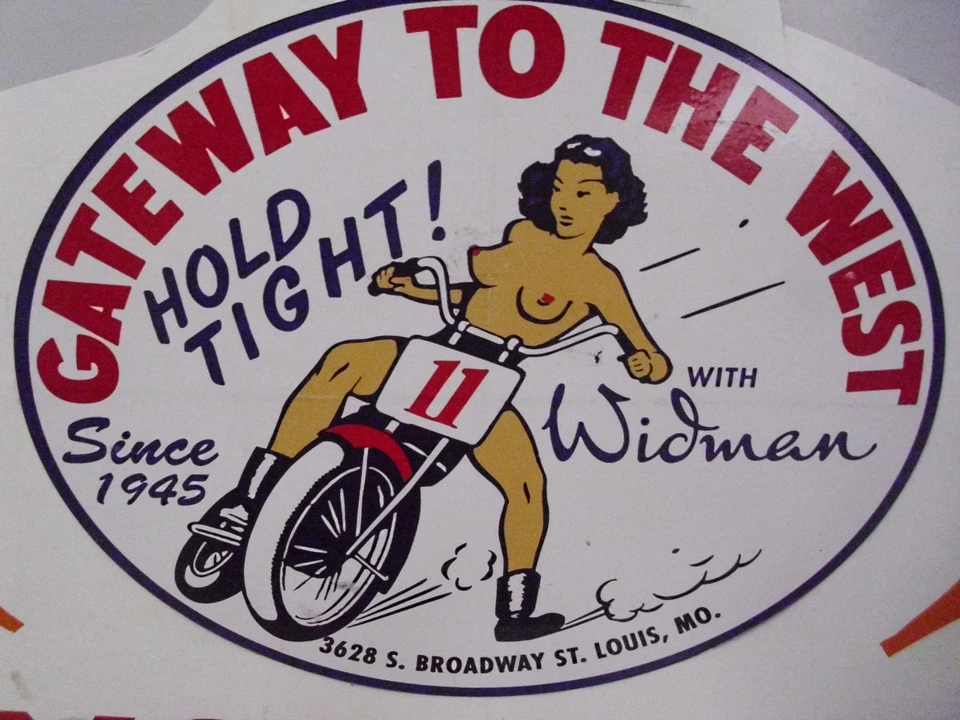 GATEWAY TO THE WEST
HOLD
TIGHT!
11
WITH
Widman
Since
1945
3628 S. BROADWAY ST. LOUIS, MO.